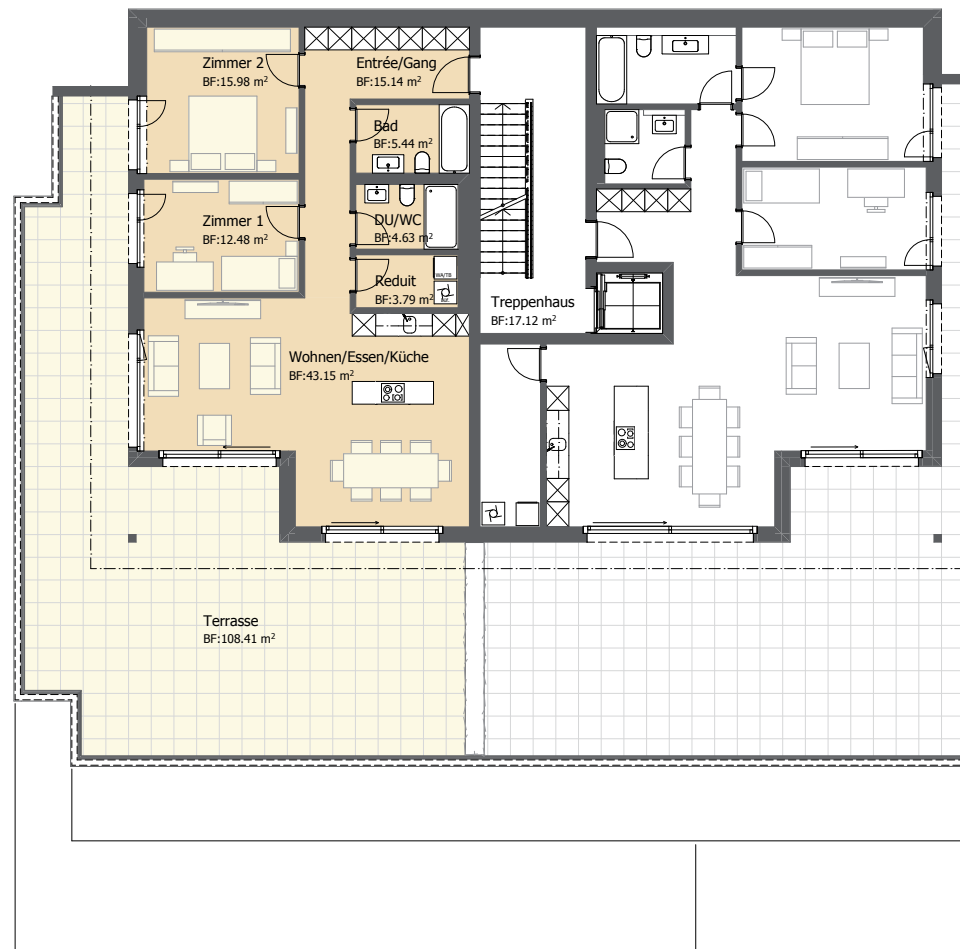 Zimmer 2
BF:15.98 m²
Entrée/Gang
BF:15.14 m²
Bad
BF:5.44 m²
Zimmer 1
BF:12.48 m²
DU/WC
BF:4.63 m²
Reduit
BF:3.79 m²
WA/TB
Treppenhaus
BF:17.12 m²
Wohnen/Essen/Küche
BF:43.15 m²
Terrasse
BF:108.41 m²